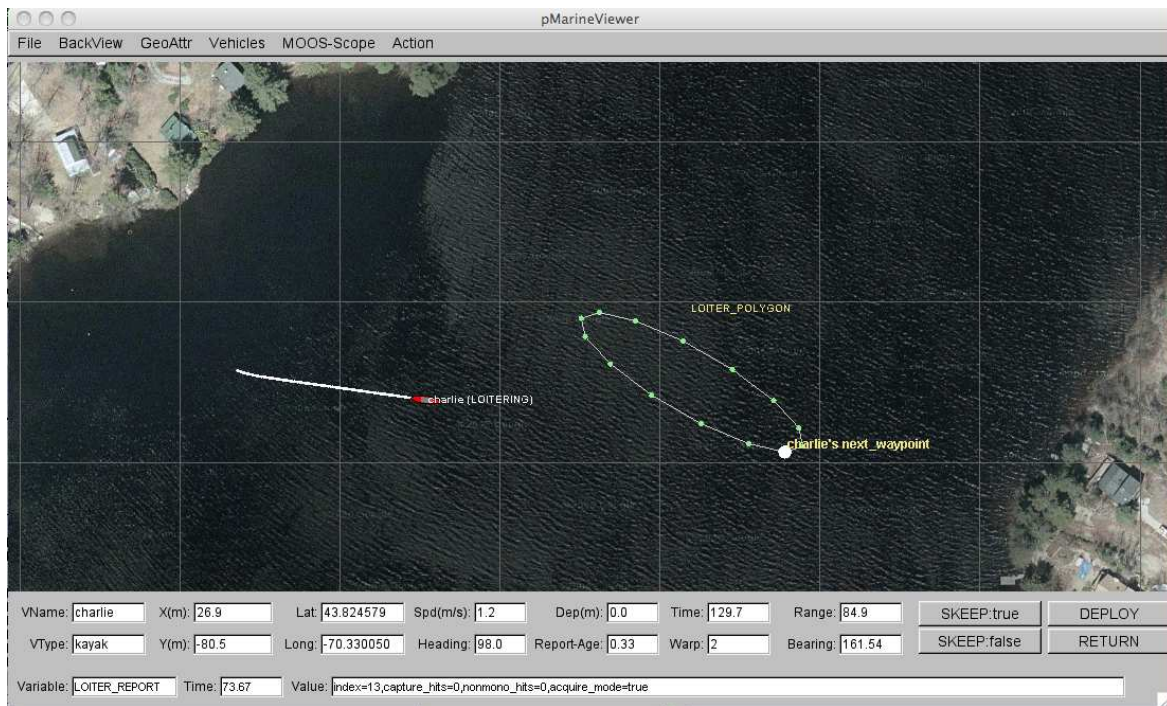 pMarineViewer
File BackView GeoAttr Vehicles MOOS-Scope Action
LOITER_POLYGON
charlie (LOITERING)
charlie's next_waypoint
VName: charlie X(m): 26.9 Lat: 43.824579 Spd(m/s): 1.2 Dep(m): 0.0 Time: 129.7 Range: 84.9 SKEEP:true DEPLOY
VType: kayak Y(m): -80.5 Long: -70.330050 Heading: 98.0 Report-Age: 0.33 Warp: 2 Bearing: 161.54 SKEEP:false RETURN
Variable: LOITER_REPORT Time: 73.67 Value: index=13,capture_hits=0,nonmono_hits=0,acquire_mode=true